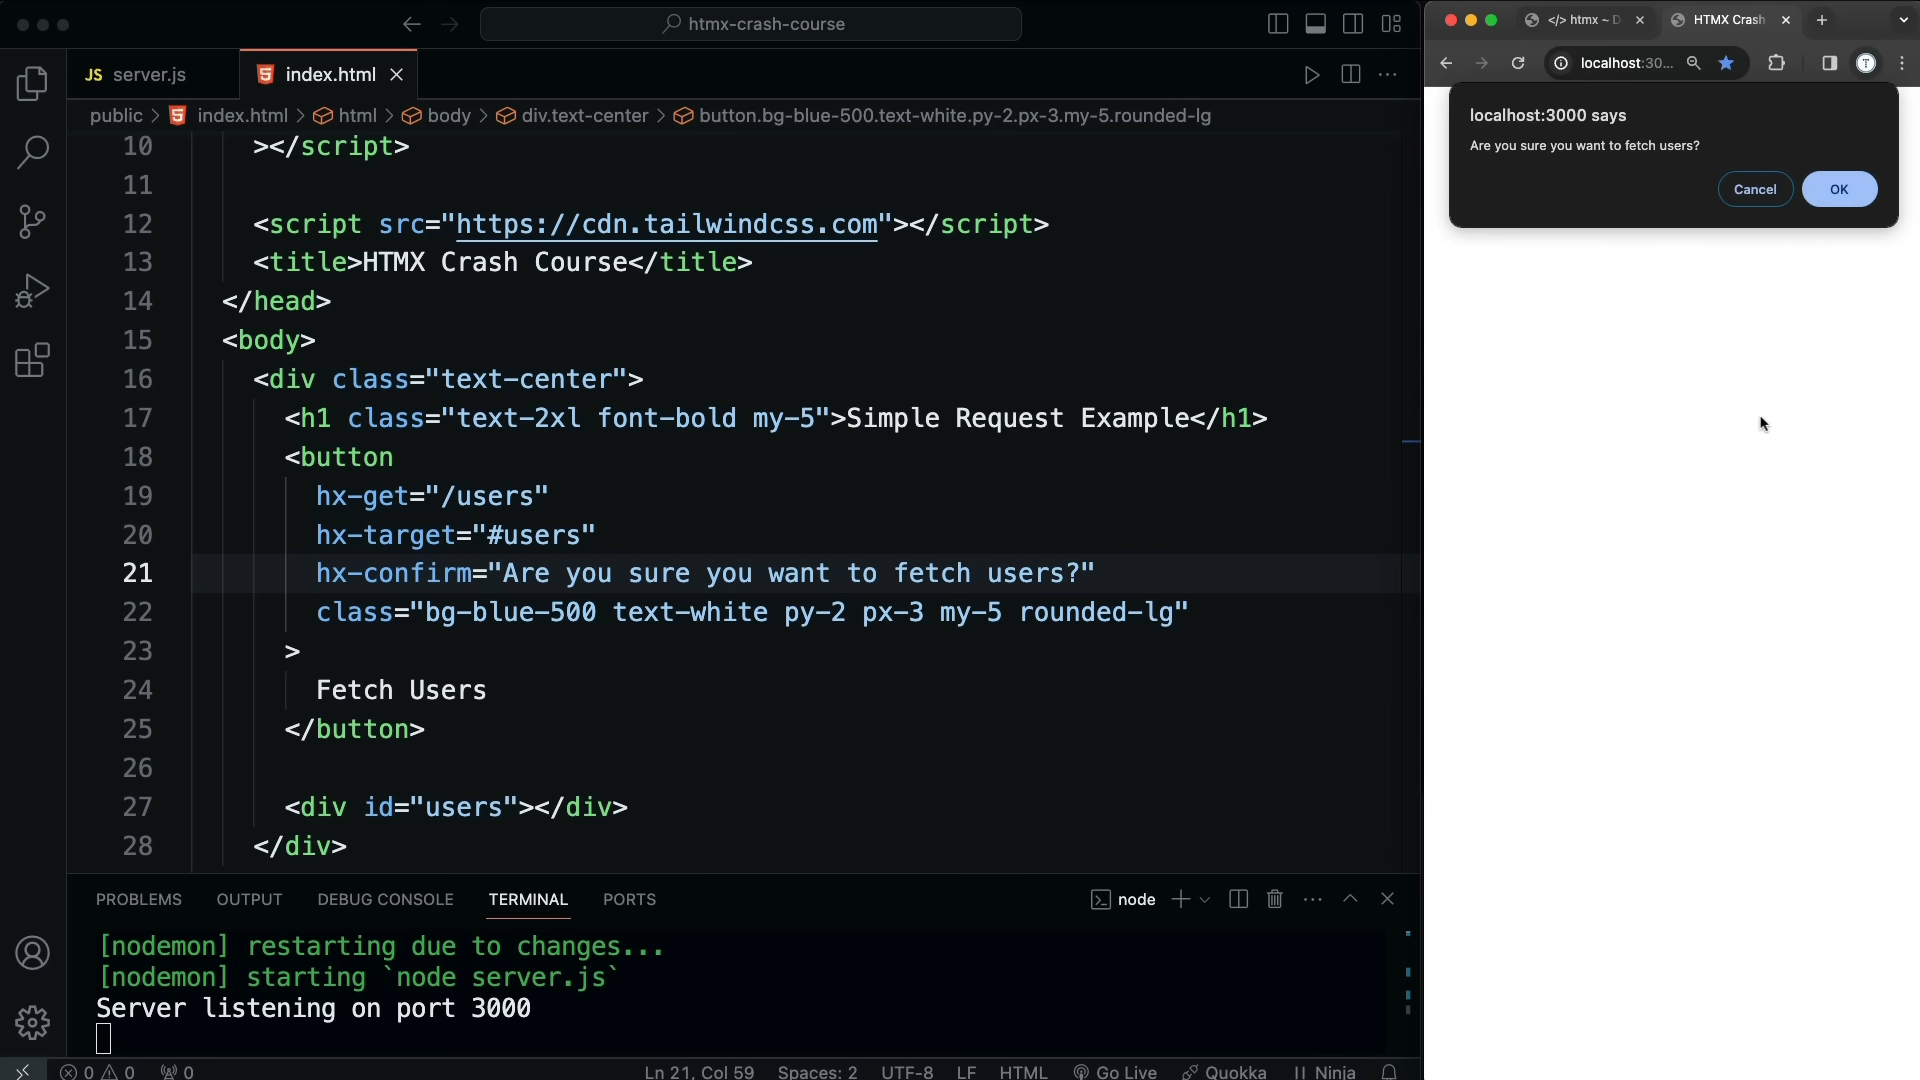 htmx-crash-course
JS server.js
index.html
public > index.html > html > body > div.text-center > button.bg-blue-500.text-white.py-2.px-3.my-5.rounded-lg
10 ></script>
11
12 <script src="https://cdn.tailwindcss.com"></script>
13 <title>HTMX Crash Course</title>
14 </head>
15 <body>
16 <div class="text-center">
17 <h1 class="text-2xl font-bold my-5">Simple Request Example</h1>
18 <button
19 hx-get="/users"
20 hx-target="#users"
21 hx-confirm="Are you sure you want to fetch users?"
22 class="bg-blue-500 text-white py-2 px-3 my-5 rounded-lg"
23 >
24 Fetch Users
25 </button>
26
27 <div id="users"></div>
28 </div>
PROBLEMS OUTPUT DEBUG CONSOLE TERMINAL PORTS
node
[nodemon] restarting due to changes...
[nodemon] starting `node server.js`
Server listening on port 3000
0 0 0
Ln 21, Col 59 Spaces: 2 UTF-8 LF HTML Go Live Quokka Ninja
</> htmx ~ D
HTMX Crash
localhost:30...
T
localhost:3000 says
Are you sure you want to fetch users?
Cancel OK